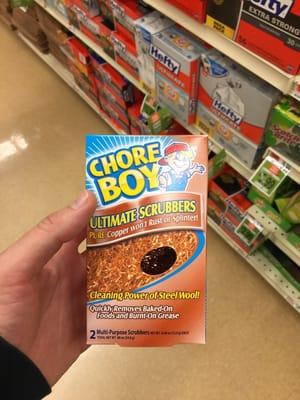 Hefty
EXTRA STRONG
Hefty
Hefty
CHORE
BOY
ULTIMATE SCRUBBERS
PURE Copper won't Rust or Splinter!
Cleaning Power of Steel Wool!
Quickly Removes Baked-On
Foods and Burnt-On Grease
2 Multi-Purpose Scrubbers